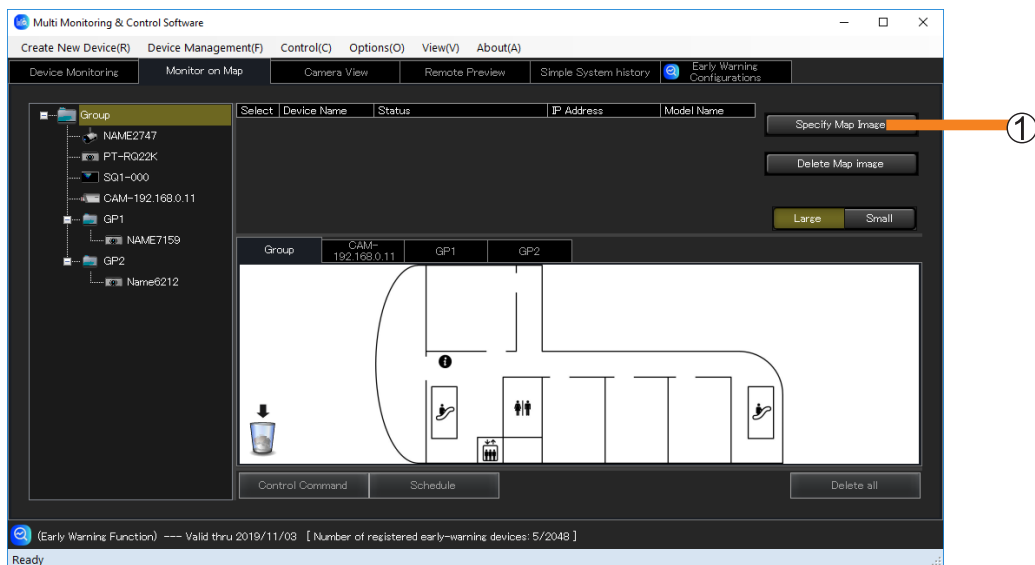 Multi Monitoring & Control Software
Create New Device(R) Device Management(F) Control(C) Options(O) View(V) About(A)
Device Monitoring Monitor on Map Camera View Remote Preview Simple System history Early Warning Configurations
Group
NAME2747
PT-RQ22K
SQ1-000
CAM-192.168.0.11
GP1
NAME7159
GP2
Name6212
Select Device Name Status IP Address Model Name
Specify Map Image
①
Delete Map image
Large Small
Group CAM-192.168.0.11 GP1 GP2
Control Command Schedule Delete all
(Early Warning Function) --- Valid thru 2019/11/03 [ Number of registered early-warning devices: 5/2048 ]
Ready